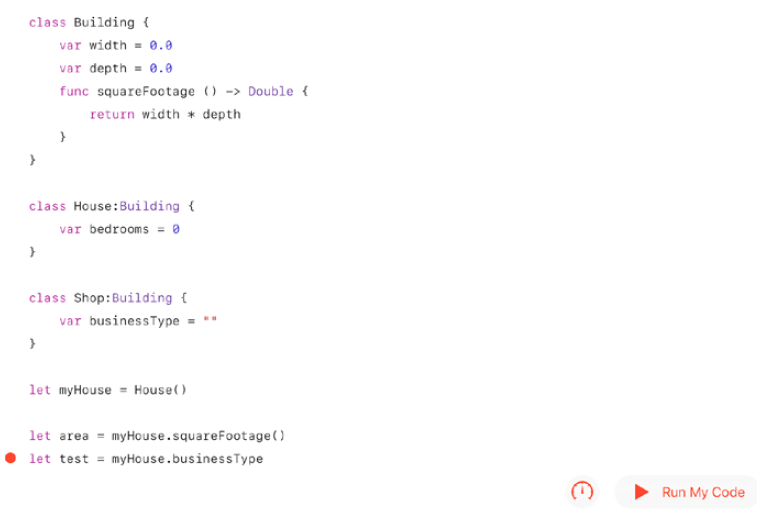 class Building {
    var width = 0.0
    var depth = 0.0
    func squareFootage () -> Double {
        return width * depth
    }
}
class House:Building {
    var bedrooms = 0
}
class Shop:Building {
    var businessType = ""
}
let myHouse = House()
let area = myHouse.squareFootage()
let test = myHouse.businessType
Run My Code